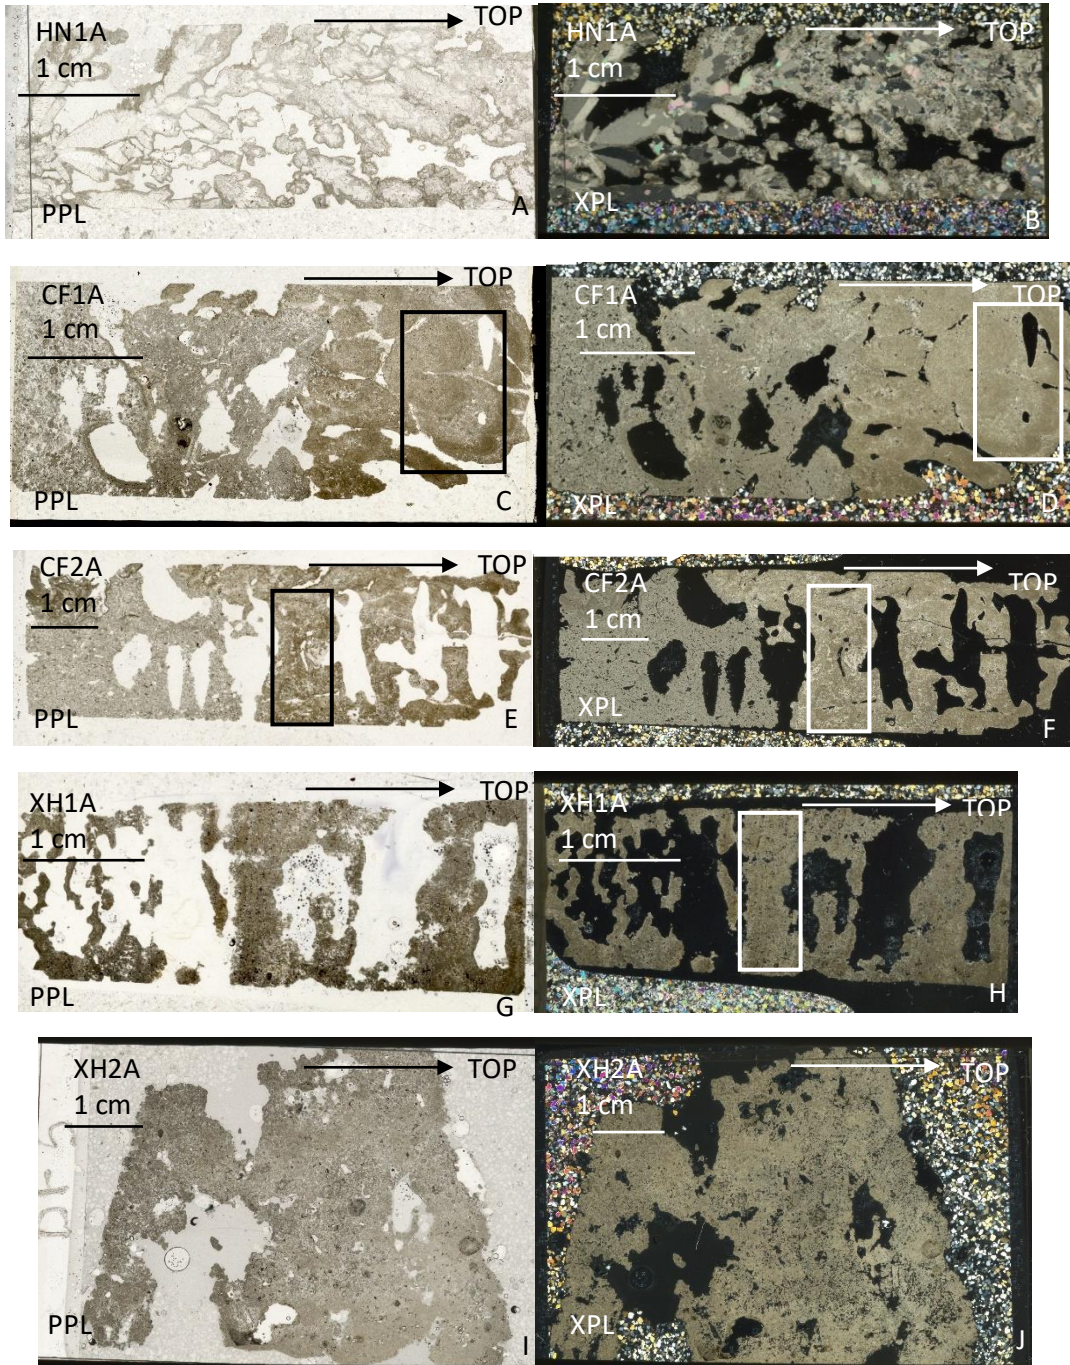 HN1A
1 cm
TOP
PPL
A
HN1A
1 cm
TOP
XPL
B
CF1A
1 cm
TOP
PPL
C
CF1A
1 cm
TOP
XPL
D
CF2A
1 cm
TOP
PPL
E
CF2A
1 cm
TOP
XPL
F
XH1A
1 cm
TOP
PPL
G
XH1A
1 cm
TOP
XPL
H
XH2A
1 cm
TOP
PPL
I
XH2A
1 cm
TOP
XPL
J